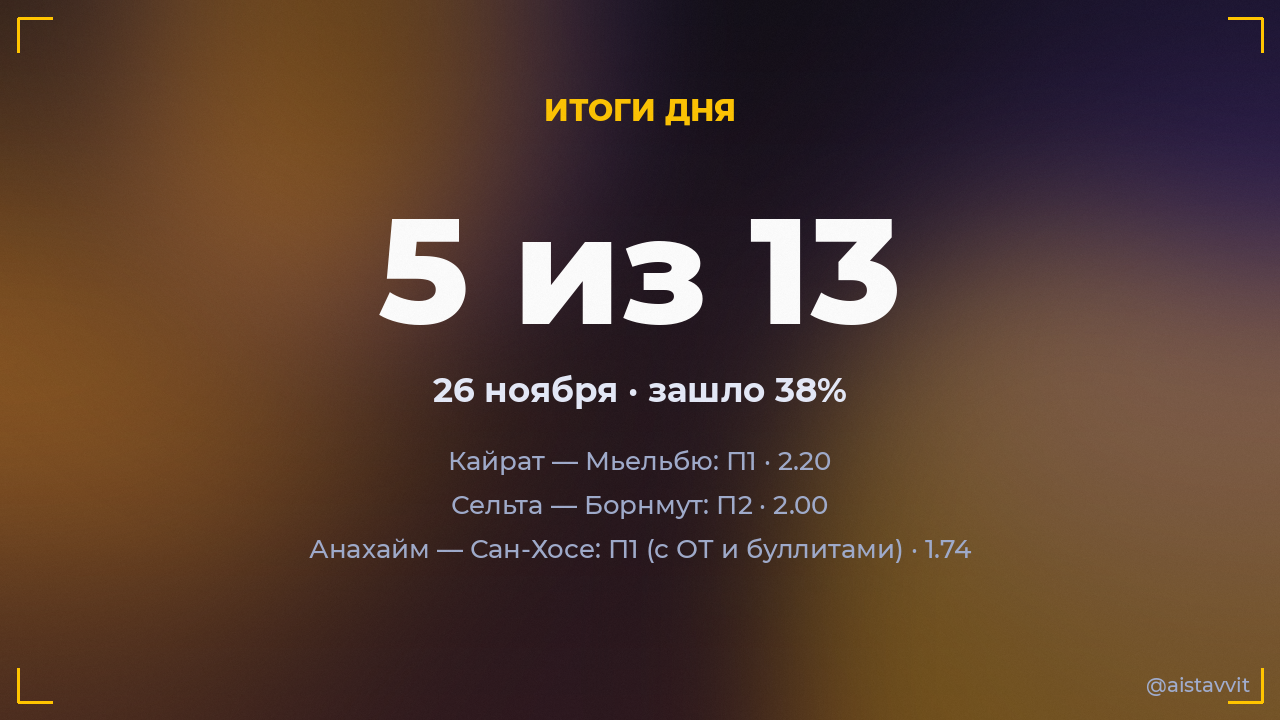 ИТОГИ ДНЯ
5 из 13
26 ноября · зашло 38%
Кайрат — Мьельбю: П1 · 2.20
Сельта — Борнмут: П2 · 2.00
Анахайм — Сан-Хосе: П1 (с ОТ и буллитами) · 1.74
@aistavvit